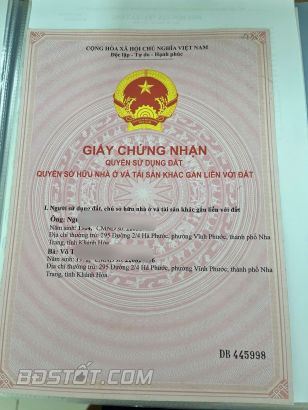 CỘNG HÒA XÃ HỘI CHỦ NGHĨA VIỆT NAM
Độc lập - Tự do - Hạnh phúc
GIẤY CHỨNG NHẬN
QUYỀN SỬ DỤNG ĐẤT
QUYỀN SỞ HỮU NHÀ Ở VÀ TÀI SẢN KHÁC GẮN LIỀN VỚI ĐẤT
I. Người sử dụng đất, chủ sở hữu nhà ở và tài sản khác gắn liền với đất
Ông:
Năm sinh: CMND số:
Địa chỉ thường trú: 295 Đường 2/4 Hà Phước, phường Vĩnh Phước, thành phố Nha
Trang, tỉnh Khánh Hòa
Bà: Võ T
Địa chỉ thường trú: 295 Đường 2/4 Hà Phước, phường Vĩnh Phước, thành phố Nha
Trang, tỉnh Khánh Hòa
DB 445998
BĐSTỐT.COM